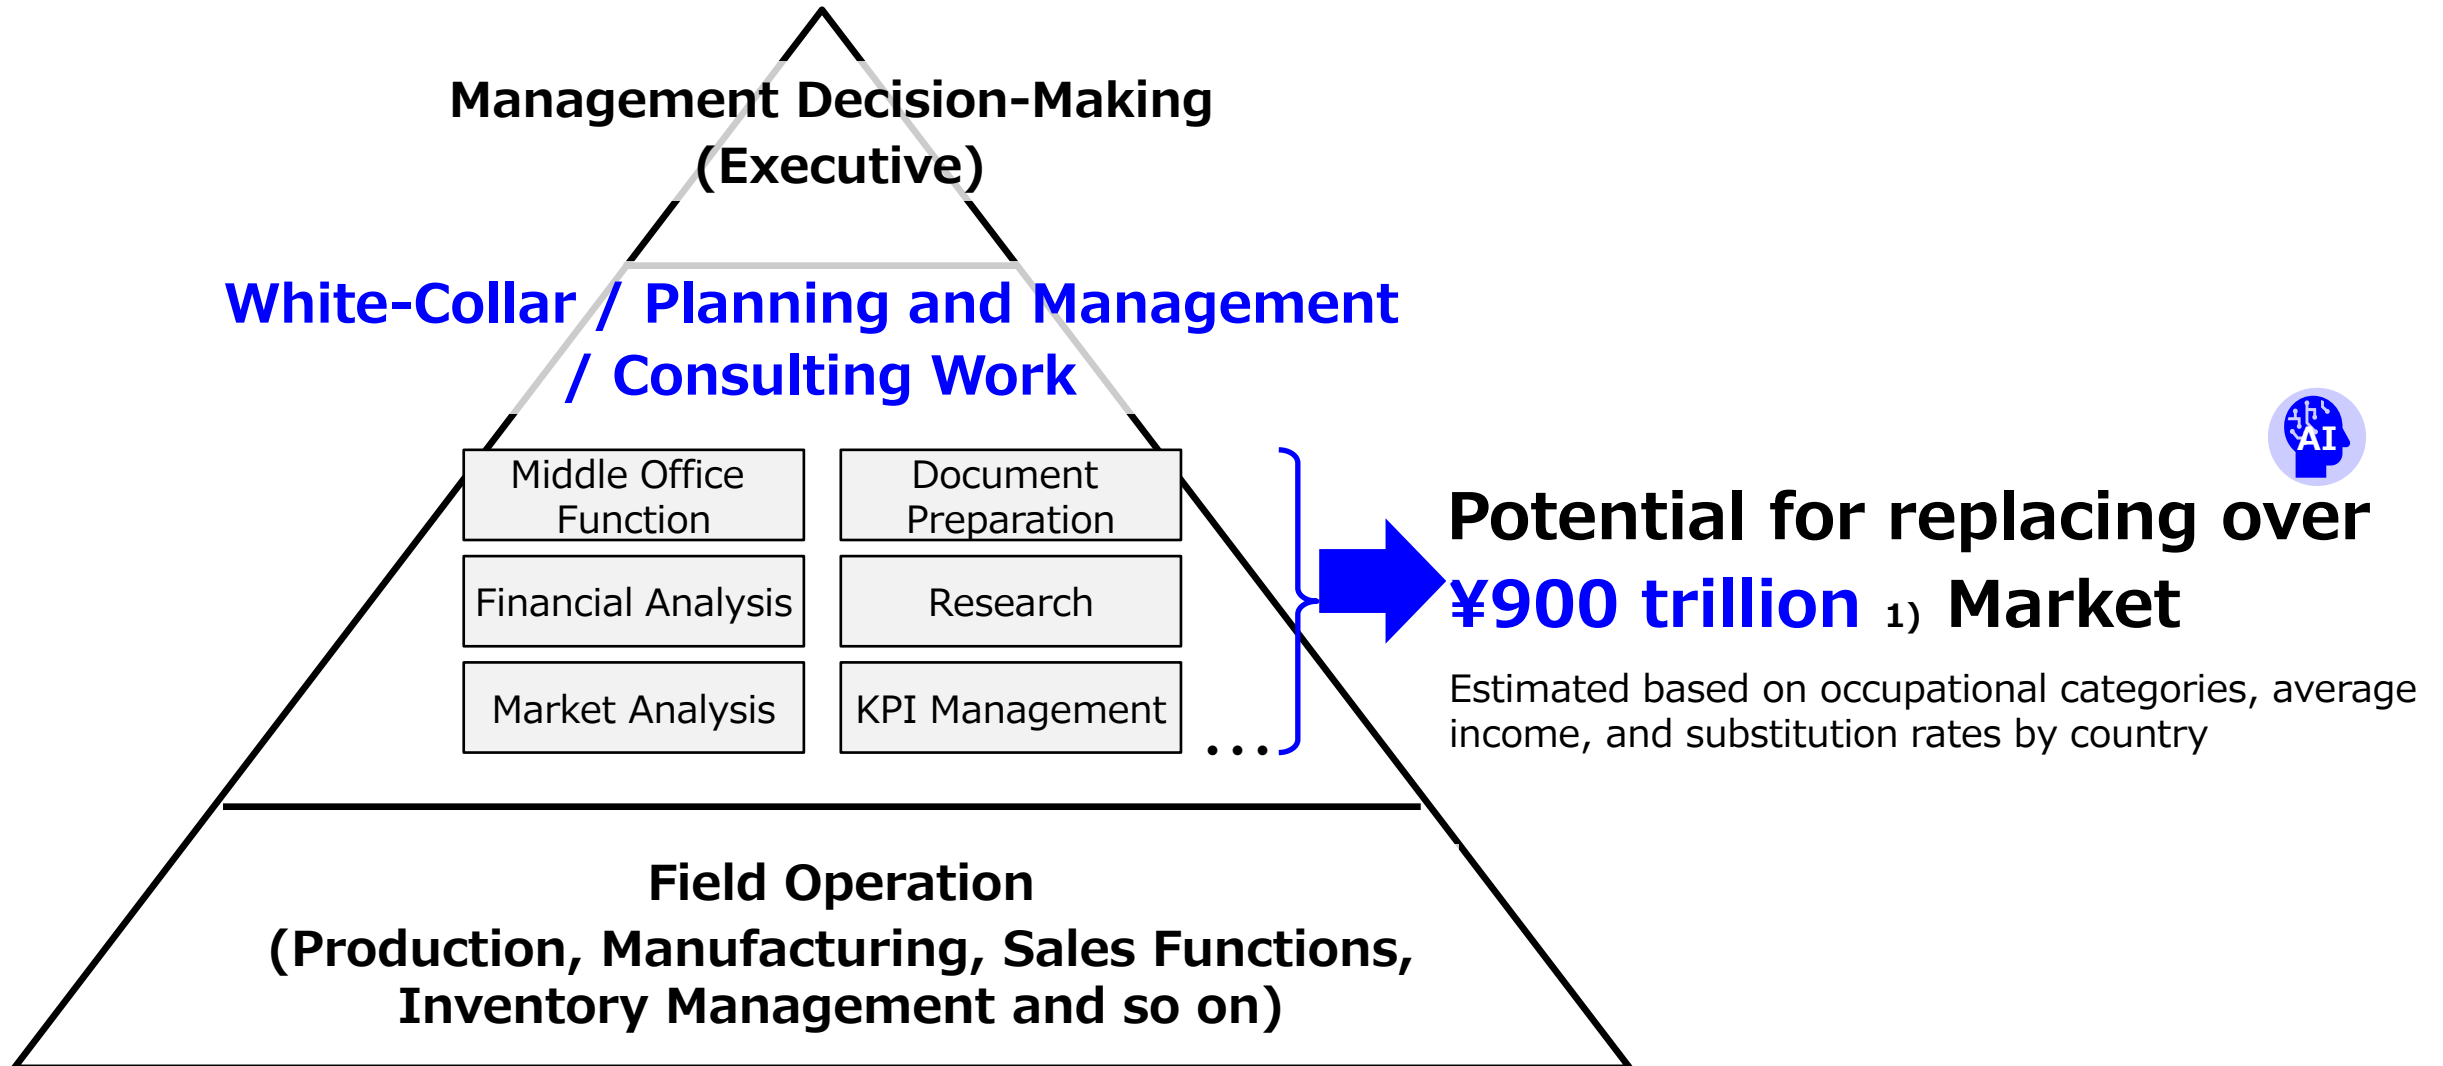 Management Decision-Making
(Executive)
White-Collar / Planning and Management
/ Consulting Work
Middle Office
Function
Document
Preparation
Financial Analysis
Research
Market Analysis
KPI Management
...
AI
Potential for replacing over
¥900 trillion 1) Market
Estimated based on occupational categories, average
income, and substitution rates by country
Field Operation
(Production, Manufacturing, Sales Functions,
Inventory Management and so on)